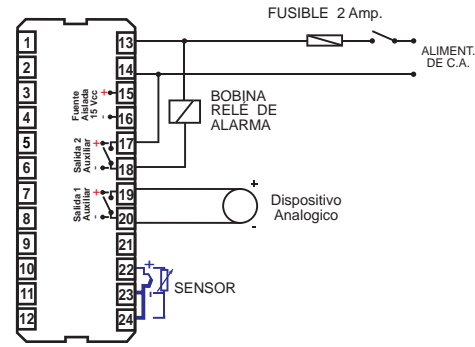 FUSIBLE 2 Amp.
ALIMENT.
DE C.A.
BOBINA
RELÉ DE
ALARMA
Dispositivo
Analogico
+
-
SENSOR
+
-
1
2
3
4
5
6
7
8
9
10
11
12
13
14
15
16
17
18
19
20
21
22
23
24
Fuente
Aislada
15 Vcc
+
-
Salida 2
Auxiliar
+
-
Salida1
Auxiliar
+
-